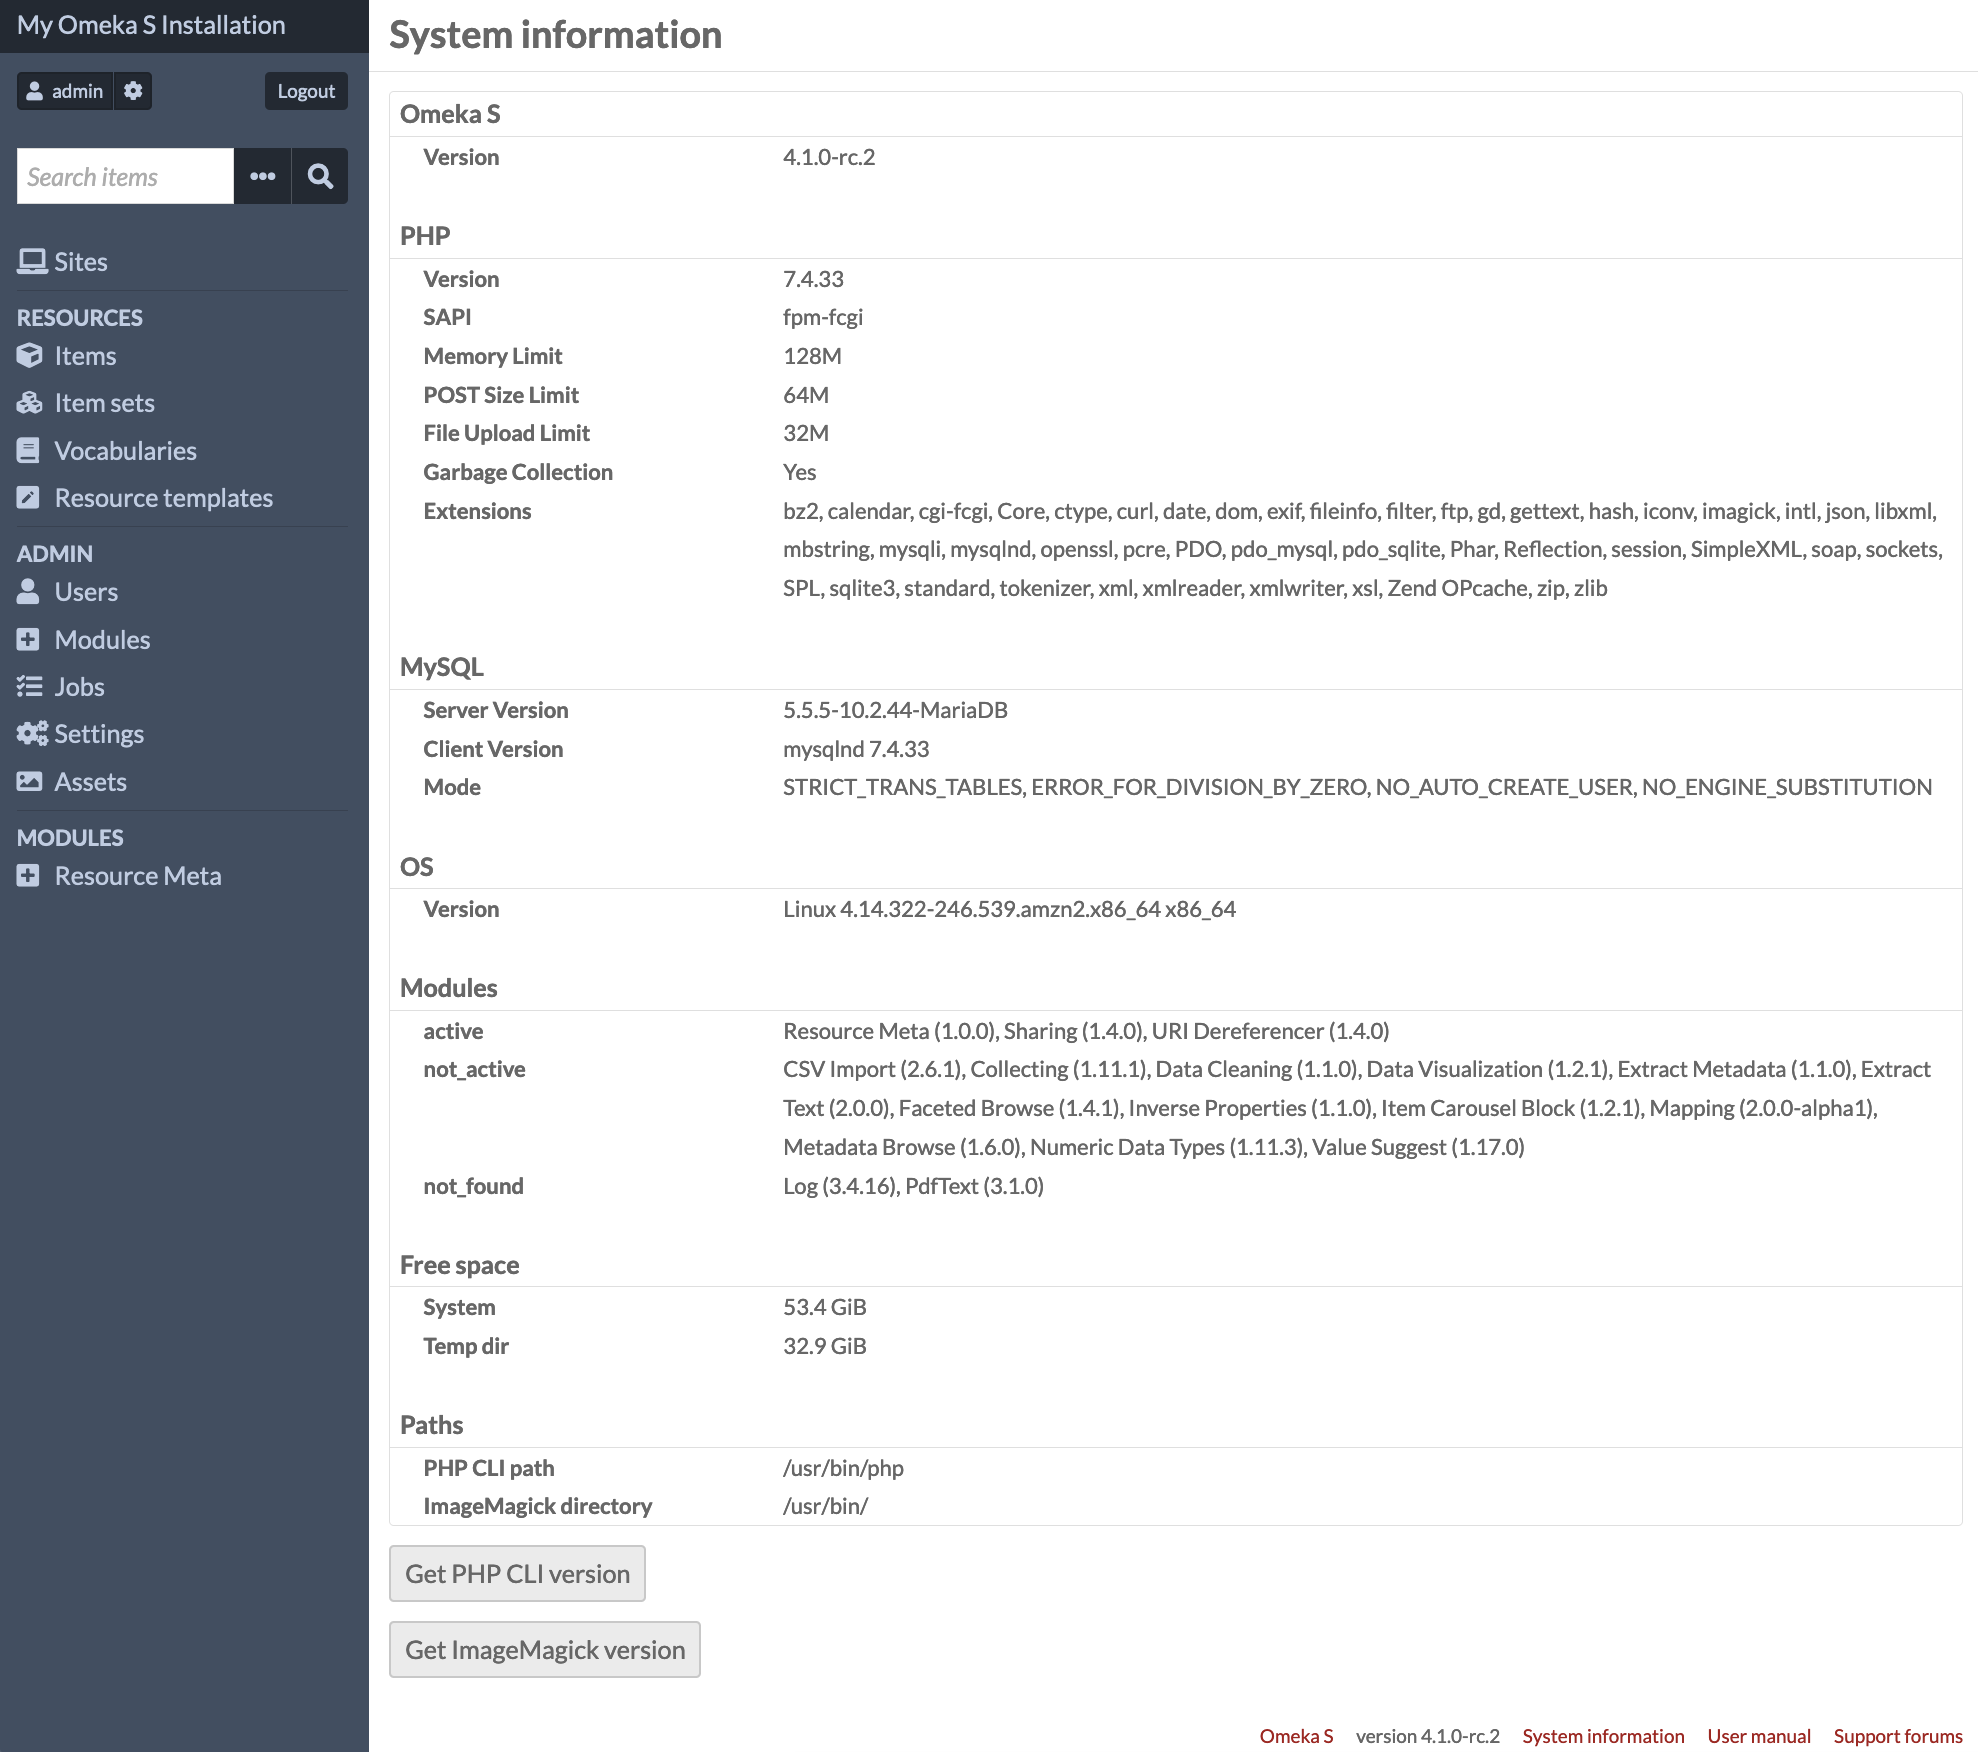 My Omeka S Installation
admin
Logout
Search items
Sites
RESOURCES
Items
Item sets
Vocabularies
Resource templates
ADMIN
Users
Modules
Jobs
Settings
Assets
MODULES
Resource Meta
System information
Omeka S
Version 4.1.0-rc.2
PHP
Version 7.4.33
SAPI fpm-fcgi
Memory Limit 128M
POST Size Limit 64M
File Upload Limit 32M
Garbage Collection Yes
Extensions bz2, calendar, cgi-fcgi, Core, ctype, curl, date, dom, exif, fileinfo, filter, ftp, gd, gettext, hash, iconv, imagick, intl, json, libxml,
mbstring, mysqli, mysqlnd, openssl, pcre, PDO, pdo_mysql, pdo_sqlite, Phar, Reflection, session, SimpleXML, soap, sockets,
SPL, sqlite3, standard, tokenizer, xml, xmlreader, xmlwriter, xsl, Zend OPcache, zip, zlib
MySQL
Server Version 5.5.5-10.2.44-MariaDB
Client Version mysqlnd 7.4.33
Mode STRICT_TRANS_TABLES, ERROR_FOR_DIVISION_BY_ZERO, NO_AUTO_CREATE_USER, NO_ENGINE_SUBSTITUTION
OS
Version Linux 4.14.322-246.539.amzn2.x86_64 x86_64
Modules
active Resource Meta (1.0.0), Sharing (1.4.0), URI Dereferencer (1.4.0)
not_active CSV Import (2.6.1), Collecting (1.11.1), Data Cleaning (1.1.0), Data Visualization (1.2.1), Extract Metadata (1.1.0), Extract
Text (2.0.0), Faceted Browse (1.4.1), Inverse Properties (1.1.0), Item Carousel Block (1.2.1), Mapping (2.0.0-alpha1),
Metadata Browse (1.6.0), Numeric Data Types (1.11.3), Value Suggest (1.17.0)
not_found Log (3.4.16), PdfText (3.1.0)
Free space
System 53.4 GiB
Temp dir 32.9 GiB
Paths
PHP CLI path /usr/bin/php
ImageMagick directory /usr/bin/
Get PHP CLI version
Get ImageMagick version
Omeka S version 4.1.0-rc.2 System information User manual Support forums